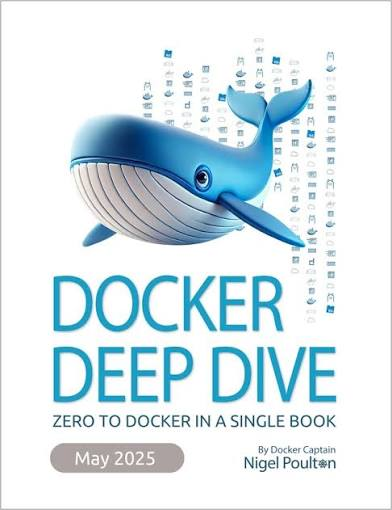 DOCKER
DEEP DIVE
ZERO TO DOCKER IN A SINGLE BOOK
May 2025
By Docker Captain
Nigel Poulton